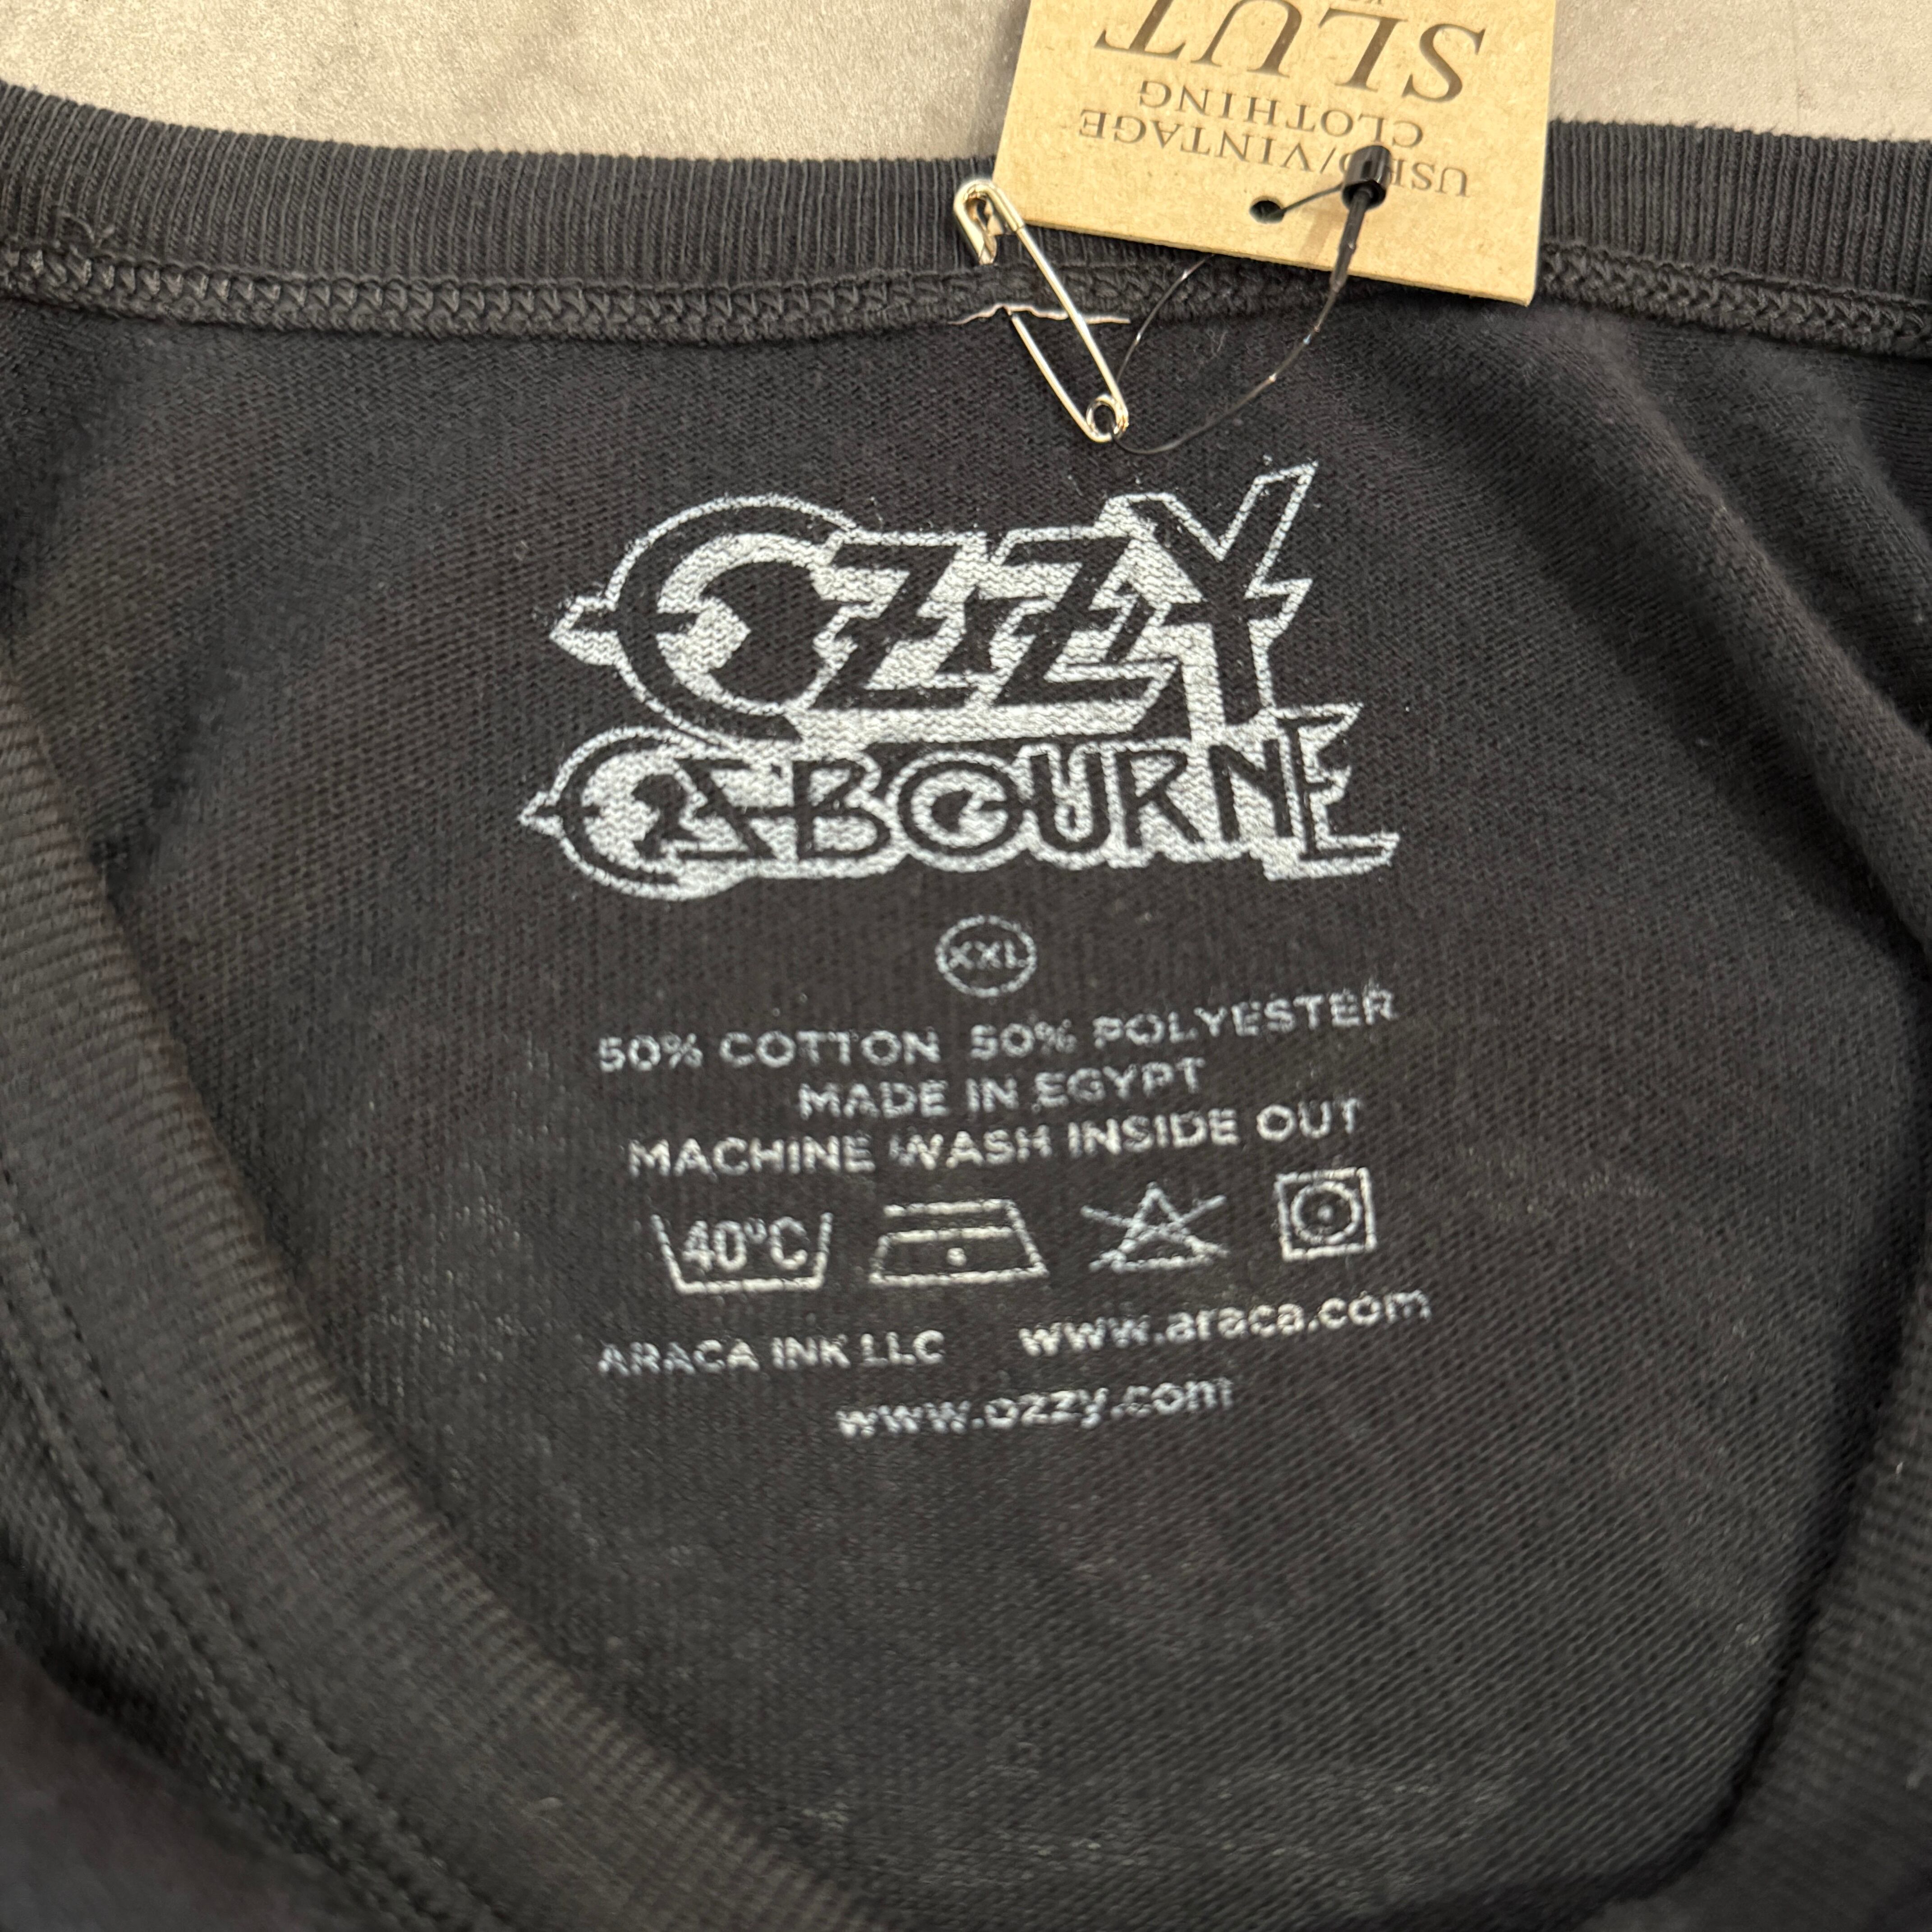 USED/VINTAGE
CLOTHING
SLUT
OZZY
OSBOURNE
XXL
50% COTTON 50% POLYESTER
MADE IN EGYPT
MACHINE WASH INSIDE OUT
40°C
ARACA INK LLC www.araca.com
www.ozzy.com